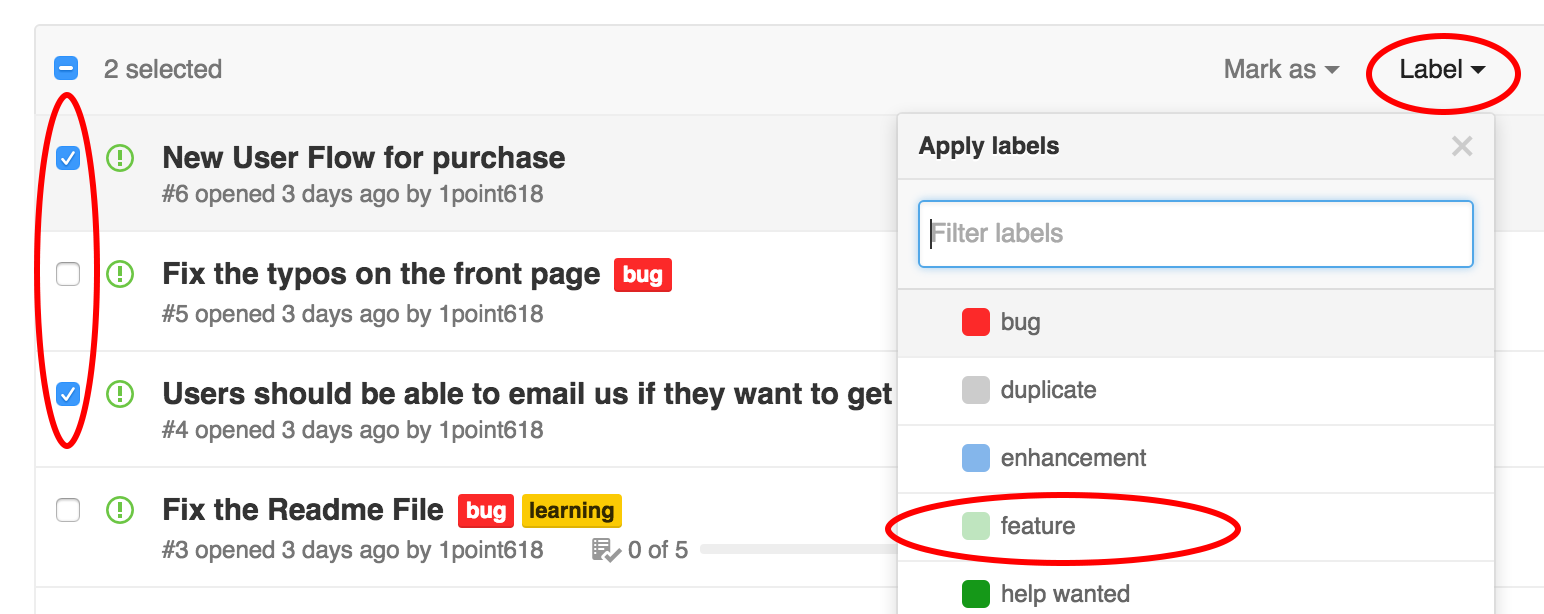 2 selected
Mark as
Label
New User Flow for purchase
#6 opened 3 days ago by 1point618
Fix the typos on the front page bug
#5 opened 3 days ago by 1point618
Users should be able to email us if they want to get
#4 opened 3 days ago by 1point618
Fix the Readme File bug learning
#3 opened 3 days ago by 1point618 0 of 5
Apply labels
Filter labels
bug
duplicate
enhancement
feature
help wanted